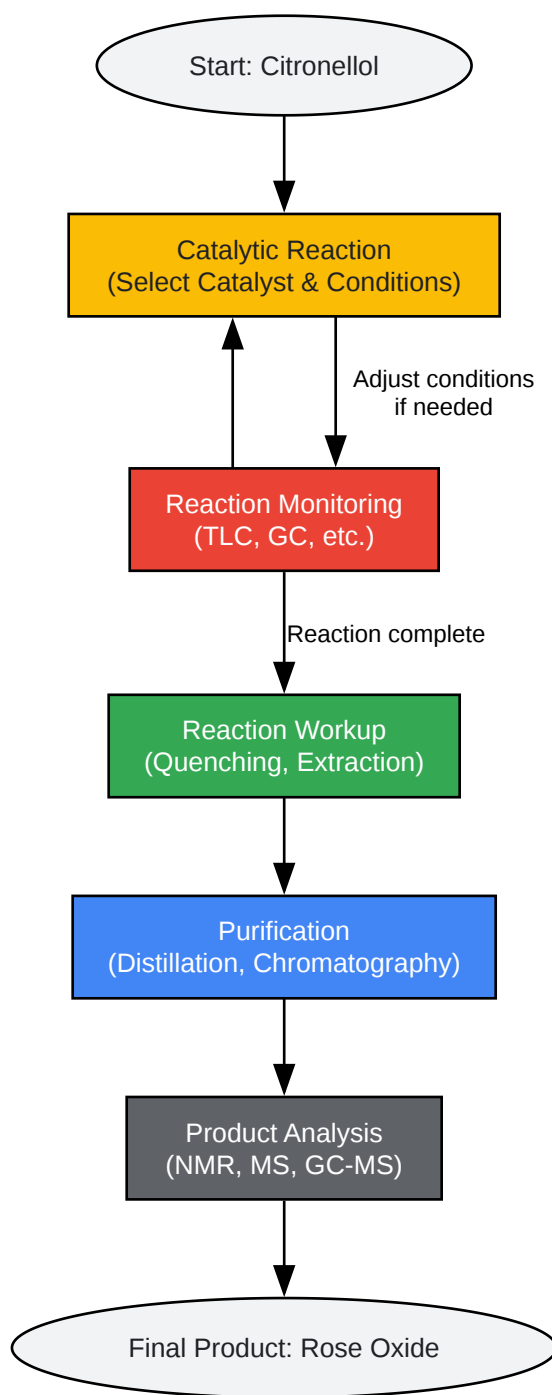 Start: Citronellol
Catalytic Reaction
(Select Catalyst & Conditions)
Adjust conditions
if needed
Reaction Monitoring
(TLC, GC, etc.)
Reaction complete
Reaction Workup
(Quenching, Extraction)
Purification
(Distillation, Chromatography)
Product Analysis
(NMR, MS, GC-MS)
Final Product: Rose Oxide